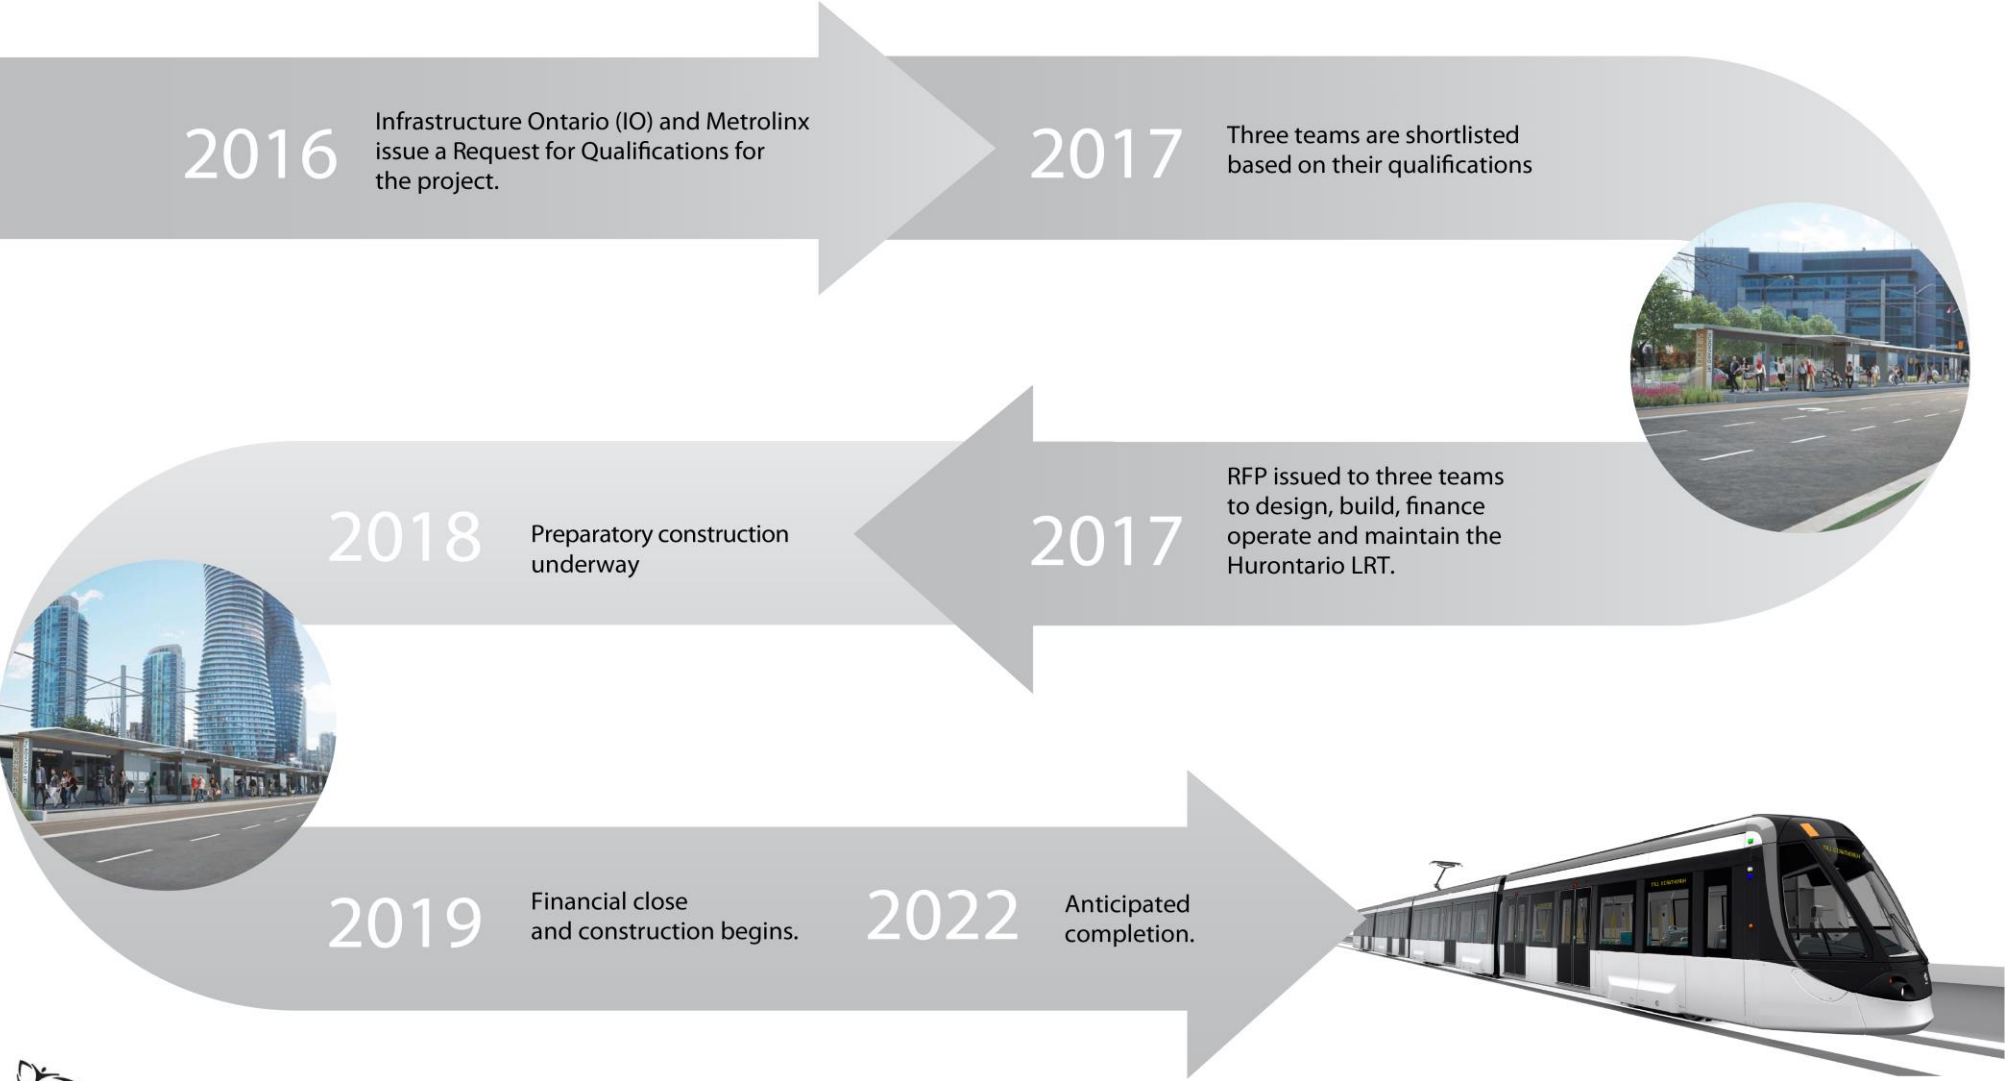 2016
Infrastructure Ontario (IO) and Metrolinx
issue a Request for Qualifications for
the project.
2017
Three teams are shortlisted
based on their qualifications
2017
RFP issued to three teams
to design, build, finance
operate and maintain the
Hurontario LRT.
2018
Preparatory construction
underway
2019
Financial close
and construction begins.
2022
Anticipated
completion.